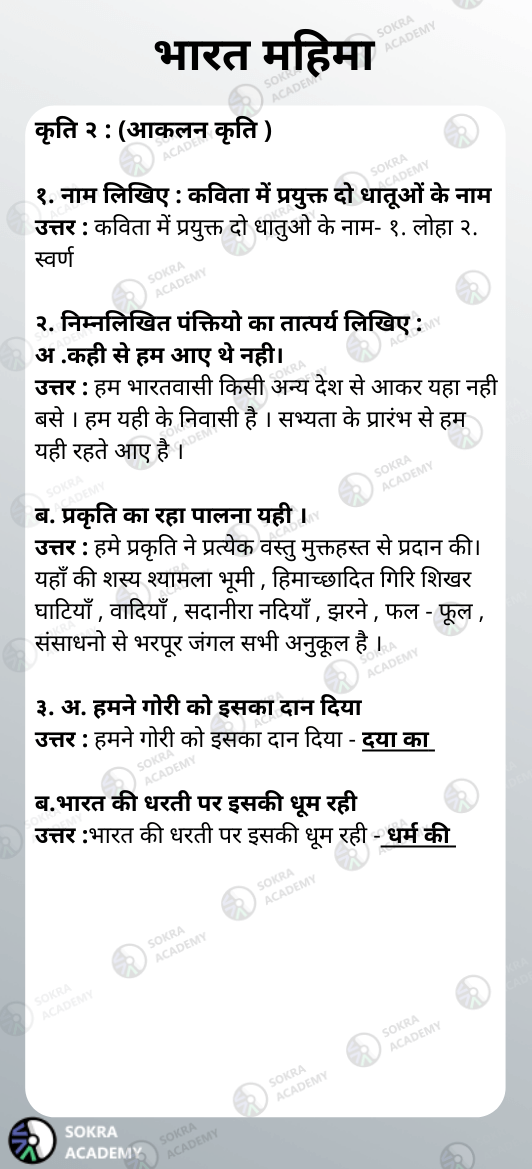 भारत महिमा
कृति २ : (आकलन कृति )
१. नाम लिखिए : कविता में प्रयुक्त दो धातूओं के नाम
उत्तर : कविता में प्रयुक्त दो धातुओ के नाम- १. लोहा २.
स्वर्ण
२. निम्नलिखित पंक्तियो का तात्पर्य लिखिए :
अ .कही से हम आए थे नही।
उत्तर : हम भारतवासी किसी अन्य देश से आकर यहा नही
बसे । हम यही के निवासी है । सभ्यता के प्रारंभ से हम
यही रहते आए है ।
ब. प्रकृति का रहा पालना यही ।
उत्तर : हमे प्रकृति ने प्रत्येक वस्तु मुक्तहस्त से प्रदान की।
यहाँ की शस्य श्यामला भूमी , हिमाच्छादित गिरि शिखर
घाटियाँ , वादियाँ , सदानीरा नदियाँ , झरने , फल - फूल ,
संसाधनो से भरपूर जंगल सभी अनुकूल है ।
३. अ. हमने गोरी को इसका दान दिया
उत्तर : हमने गोरी को इसका दान दिया - दया का
ब.भारत की धरती पर इसकी धूम रही
उत्तर :भारत की धरती पर इसकी धूम रही - धर्म की
SOKRA
ACADEMY